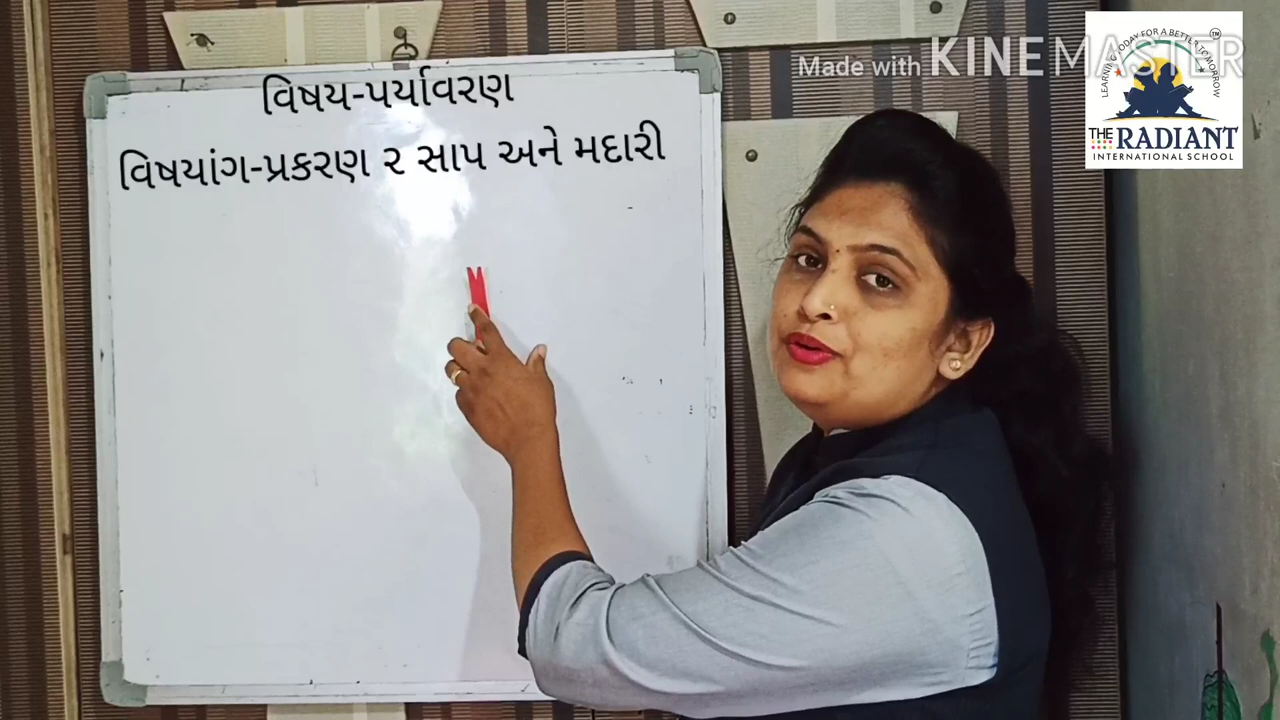 વિષય-પર્યાવરણ
વિષયાંગ-પ્રકરણ ૨ સાપ અને મદારી
Made with KINEMASTER
LEARNING TODAY FOR A BETTER TOMORROW
TM
THE RADIANT
INTERNATIONAL SCHOOL